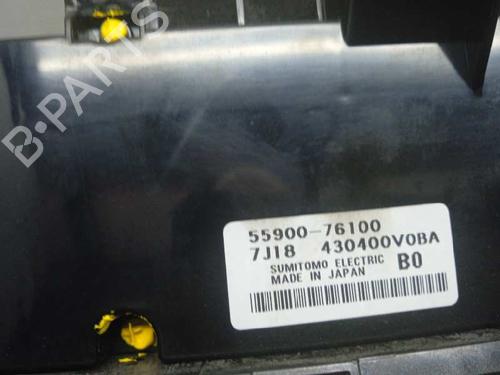 B-PARTS
55900-76100
7J18 430400V0BA
SUMITOMO ELECTRIC
MADE IN JAPAN B0